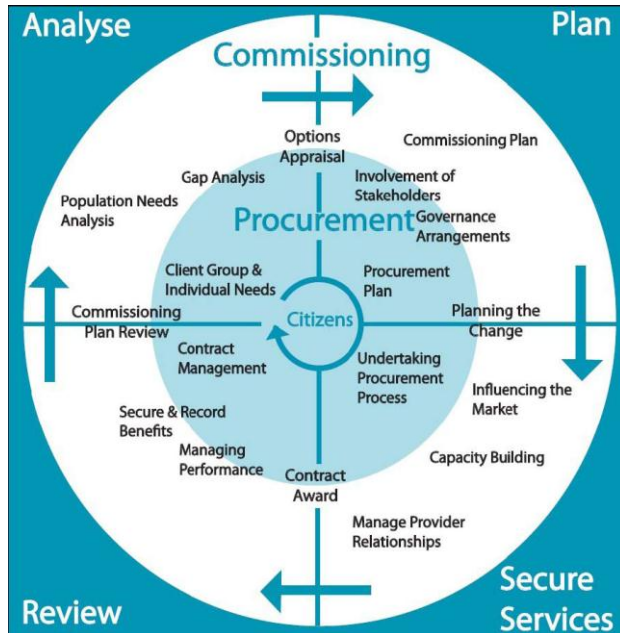 Analyse
Plan
Commissioning
Options
Appraisal
Commissioning Plan
Gap Analysis
Involvement of
Stakeholders
Population Needs
Analysis
Procurement
Governance
Arrangements
Client Group &
Individual Needs
Procurement
Plan
Commissioning
Plan Review
Citizens
Planning the
Change
Contract
Management
Undertaking
Procurement
Process
Influencing the
Market
Secure & Record
Benefits
Managing
Performance
Capacity Building
Contract
Award
Manage Provider
Relationships
Review
Secure
Services